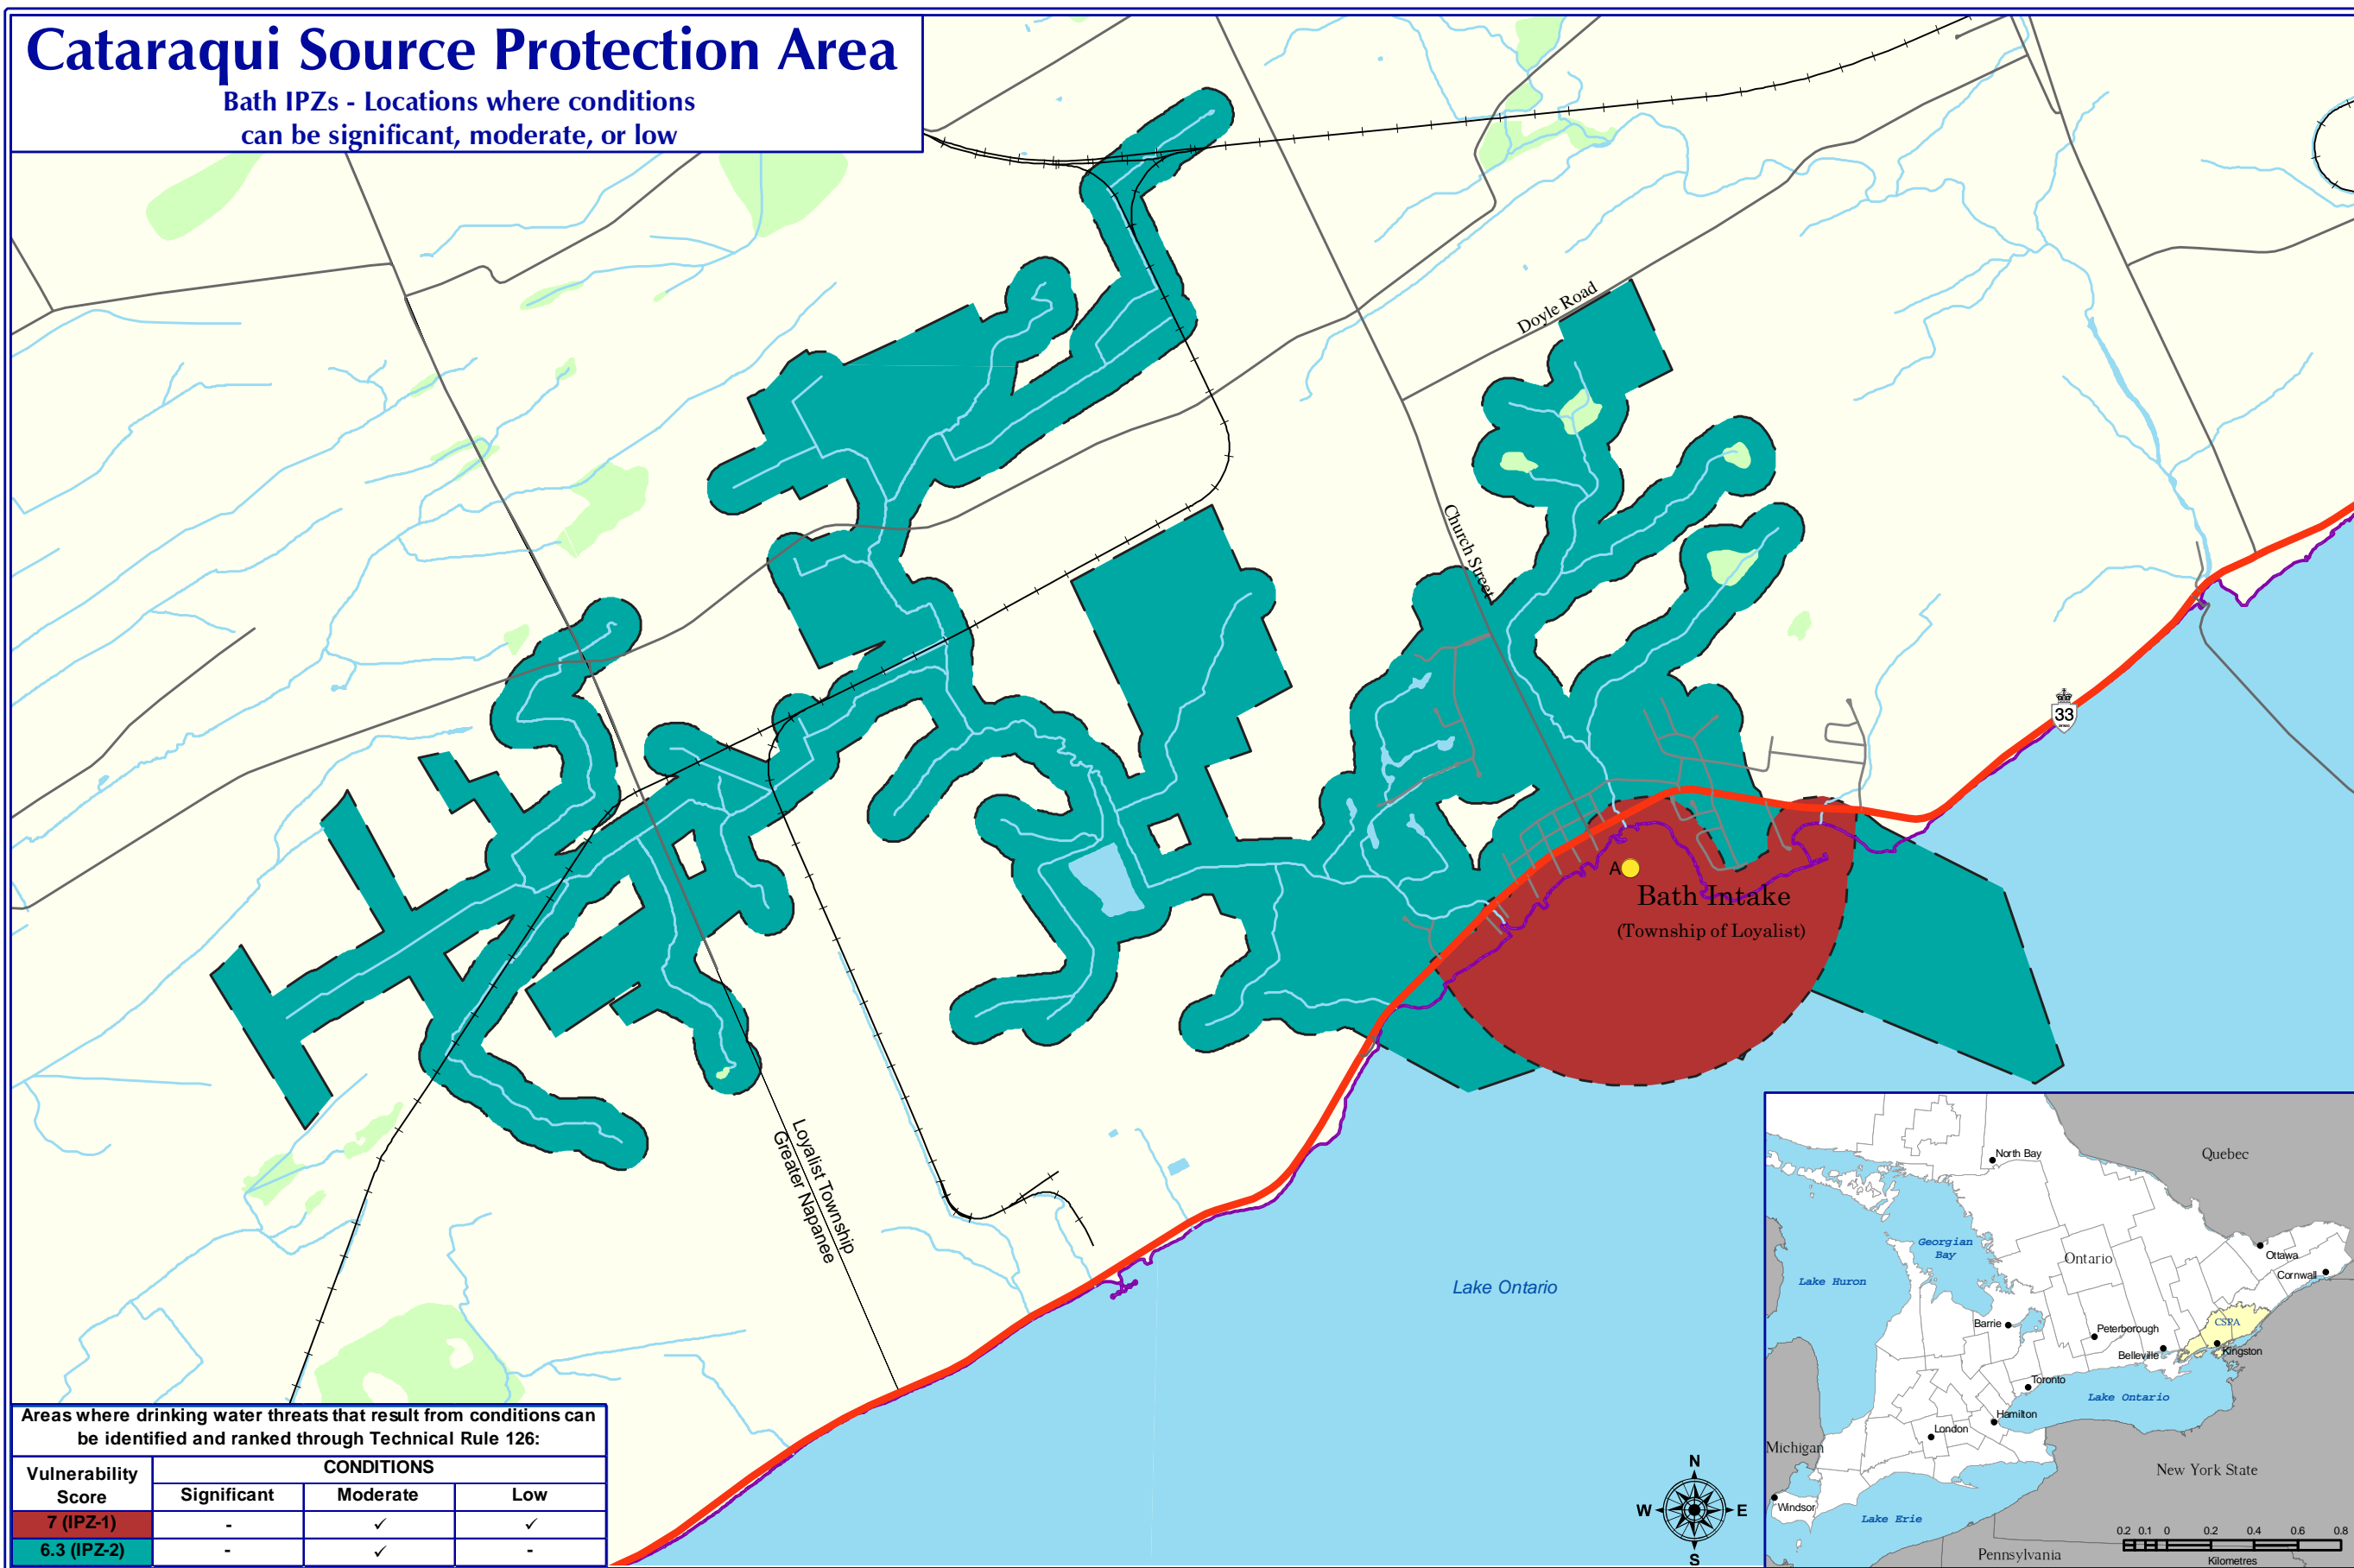 Cataraqui Source Protection Area
Bath IPZs - Locations where conditions
can be significant, moderate, or low
Doyle Road
Church Street
33
A
Bath Intake
(Township of Loyalist)
Loyalist Township
Greater Napanee
Lake Ontario
Areas where drinking water threats that result from conditions can
be identified and ranked through Technical Rule 126:
Vulnerability Score CONDITIONS
Significant Moderate Low
7 (IPZ-1) - ✓ ✓
6.3 (IPZ-2) - ✓ -
N
W E
S
North Bay
Quebec
Georgian
Bay
Ontario
Ottawa
Lake Huron
Cornwall
CSPA
Barrie
Peterborough
Belleville
Kingston
Toronto
Lake Ontario
Hamilton
London
Michigan
New York State
Windsor
Lake Erie
Pennsylvania
0.2 0.1 0 0.2 0.4 0.6 0.8
Kilometres